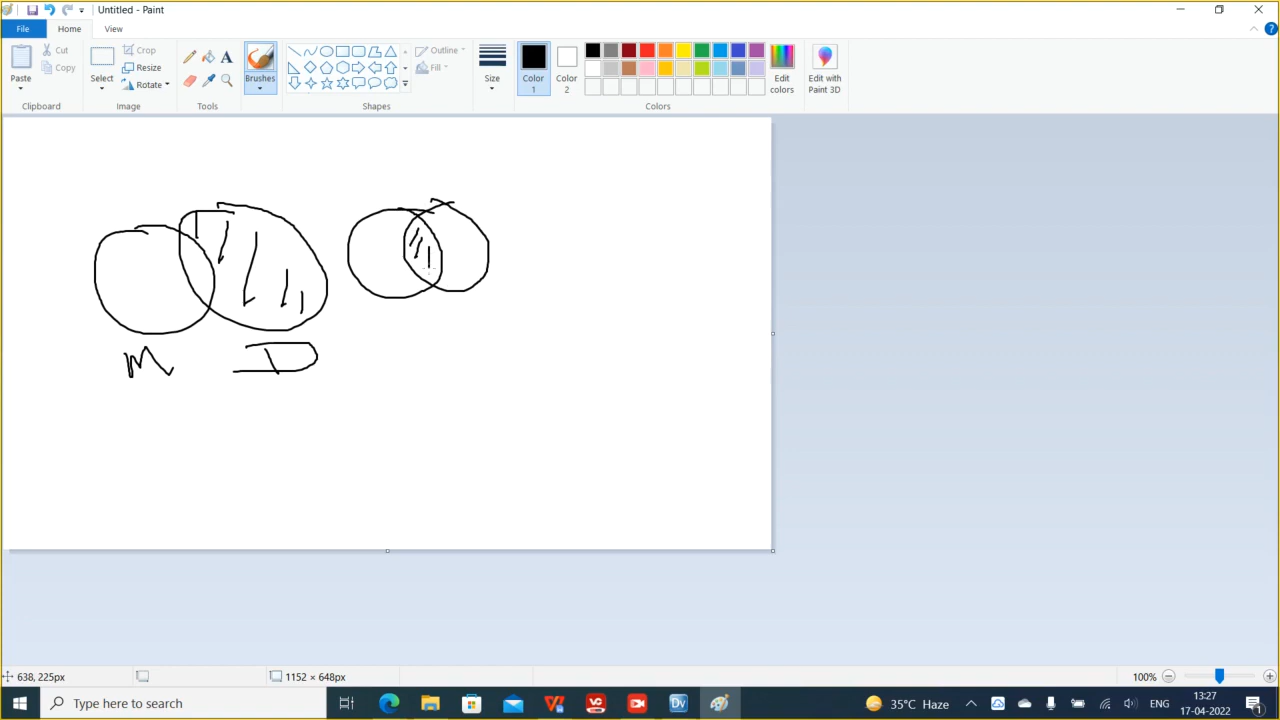 Untitled - Paint
File Home View
Paste Cut Copy Clipboard
Select Crop Resize Rotate Image
Tools
Brushes
Outline Fill Shapes
Size
Color 1 Color 2 Edit colors Colors
Edit with Paint 3D
M D
638, 225px 1152 × 648px 100%
Type here to search 35°C Haze ENG 13:27 17-04-2022 1